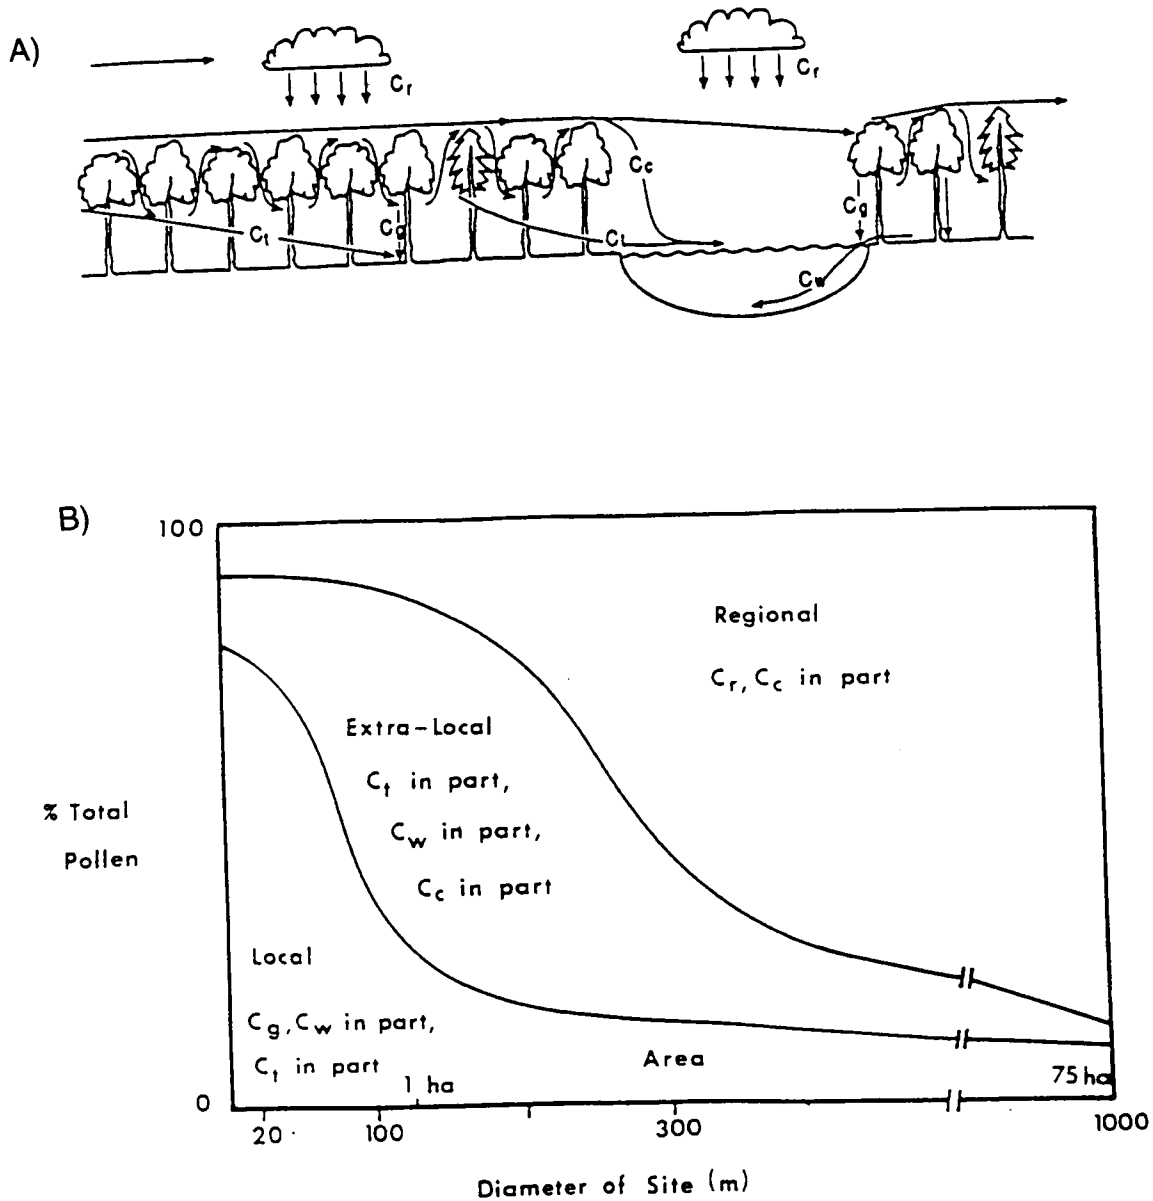 A)
Cr
Cr
Cc
Cg
Ct
Cg
Ct
Cw
B)
100
Regional
Cr, Cc in part
Extra-Local
Ct in part,
% Total
Cw in part,
Pollen
Cc in part
Local
Cg, Cw in part,
Area
Ct in part
1 ha
75 ha
0
20
100
300
1000
Diameter of Site (m)